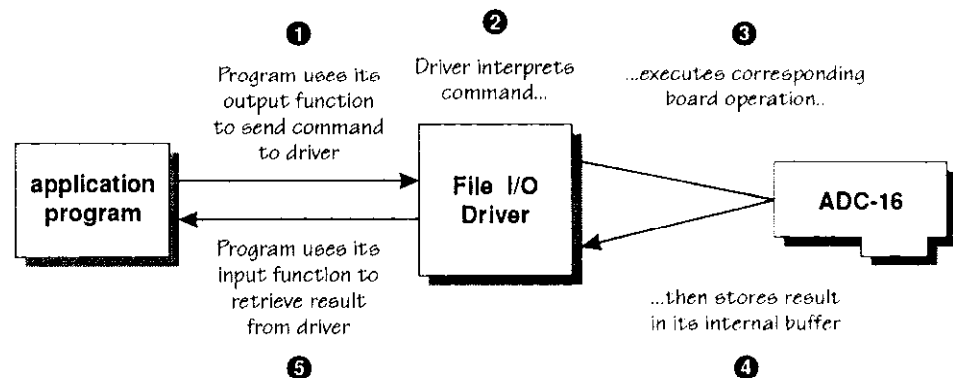 ❶
Program uses its
output function
to send command
to driver
❷
Driver interprets
command...
❸
...executes corresponding
board operation..
application
program
File I/O
Driver
ADC-16
Program uses its
input function to
retrieve result
from driver
❺
...then stores result
in its internal buffer
❹